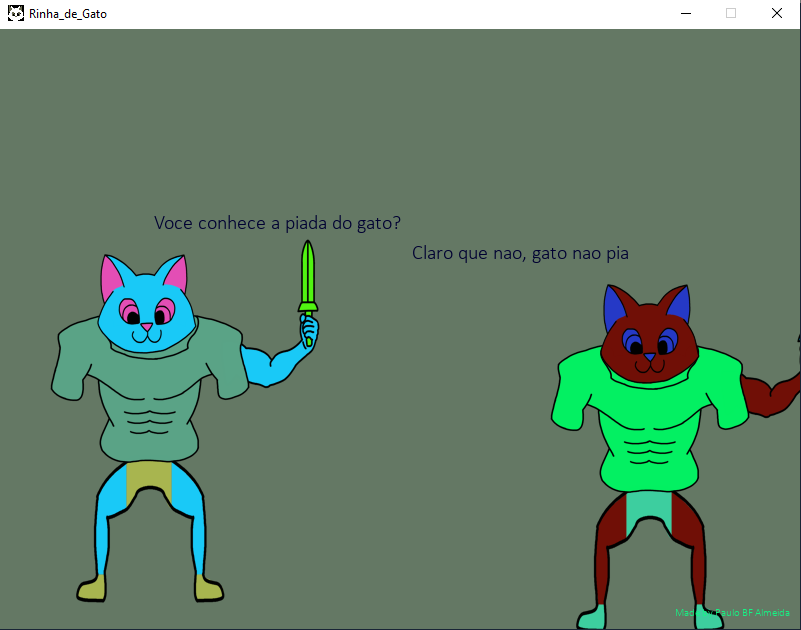 Rinha_de_Gato
Voce conhece a piada do gato?
Claro que nao, gato nao pia
Made by Paulo BF Almeida